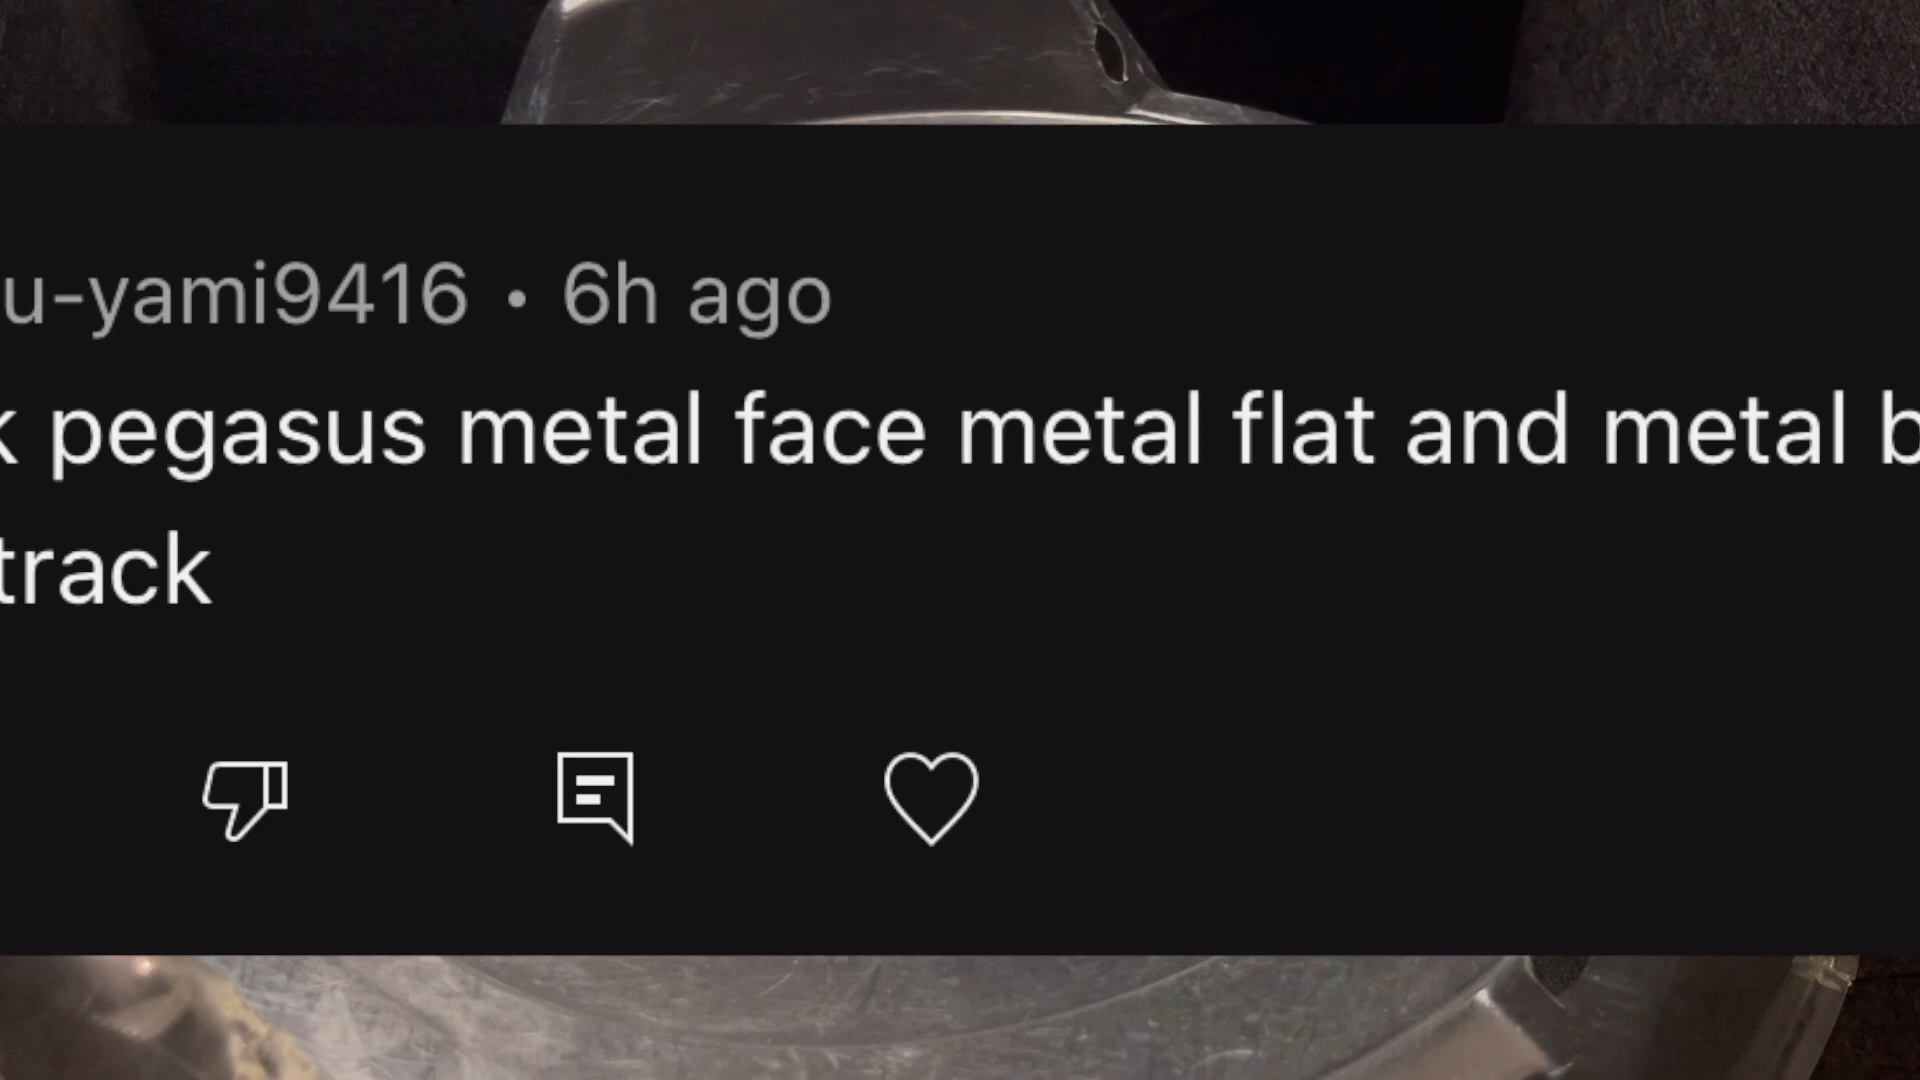 u-yami9416 • 6h ago
pegasus metal face metal flat and metal
track